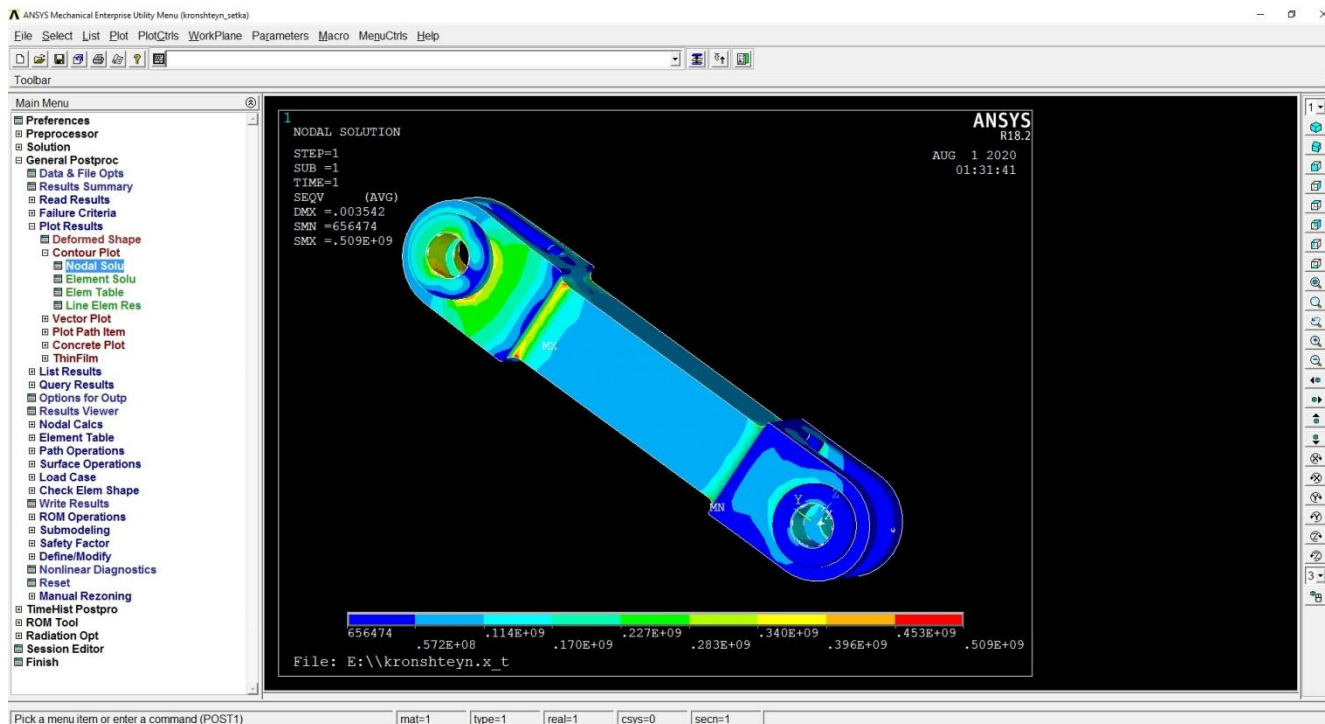 ANSYS Mechanical Enterprise Utility Menu (kronshteyn_setka)
File Select List Plot PlotCtrls WorkPlane Parameters Macro MenuCtrls Help
Toolbar
Main Menu
Preferences
Preprocessor
Solution
General Postproc
Data & File Opts
Results Summary
Read Results
Failure Criteria
Plot Results
Deformed Shape
Contour Plot
Nodal Solu
Element Solu
Elem Table
Line Elem Res
Vector Plot
Plot Path Item
Concrete Plot
ThinFilm
List Results
Query Results
Options for Outp
Results Viewer
Nodal Calcs
Element Table
Path Operations
Surface Operations
Load Case
Check Elem Shape
Write Results
ROM Operations
Submodeling
Safety Factor
Define/Modify
Nonlinear Diagnostics
Reset
Manual Rezoning
TimeHist Postpro
ROM Tool
Radiation Opt
Session Editor
Finish
1
NODAL SOLUTION
STEP=1
SUB =1
TIME=1
SEQV (AVG)
DMX =.003542
SMN =656474
SMX =.509E+09
ANSYS
R18.2
AUG 1 2020
01:31:41
MX
MN
Y
Z
X
656474 .114E+09 .227E+09 .340E+09 .453E+09
.572E+08 .170E+09 .283E+09 .396E+09 .509E+09
File: E:\\kronshteyn.x_t
1
3
Pick a menu item or enter a command (POST1) mat=1 type=1 real=1 csys=0 secn=1